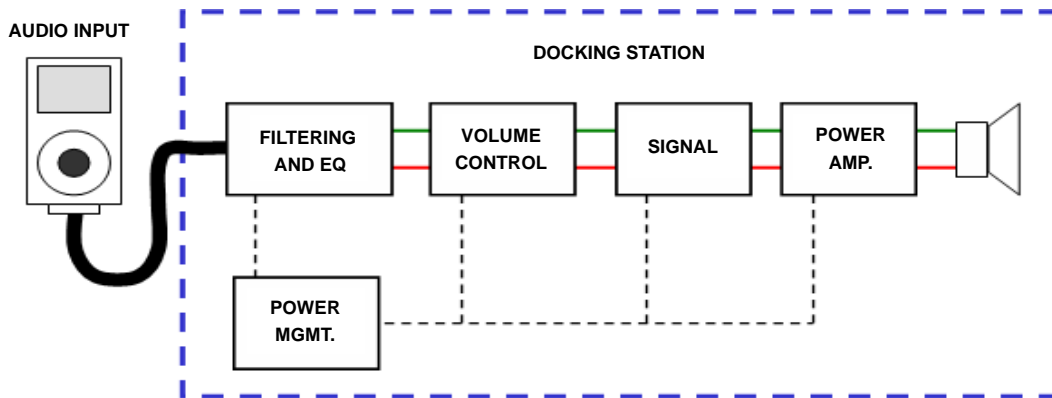 AUDIO INPUT
DOCKING STATION
FILTERING
AND EQ
VOLUME
CONTROL
SIGNAL
POWER
AMP.
POWER
MGMT.